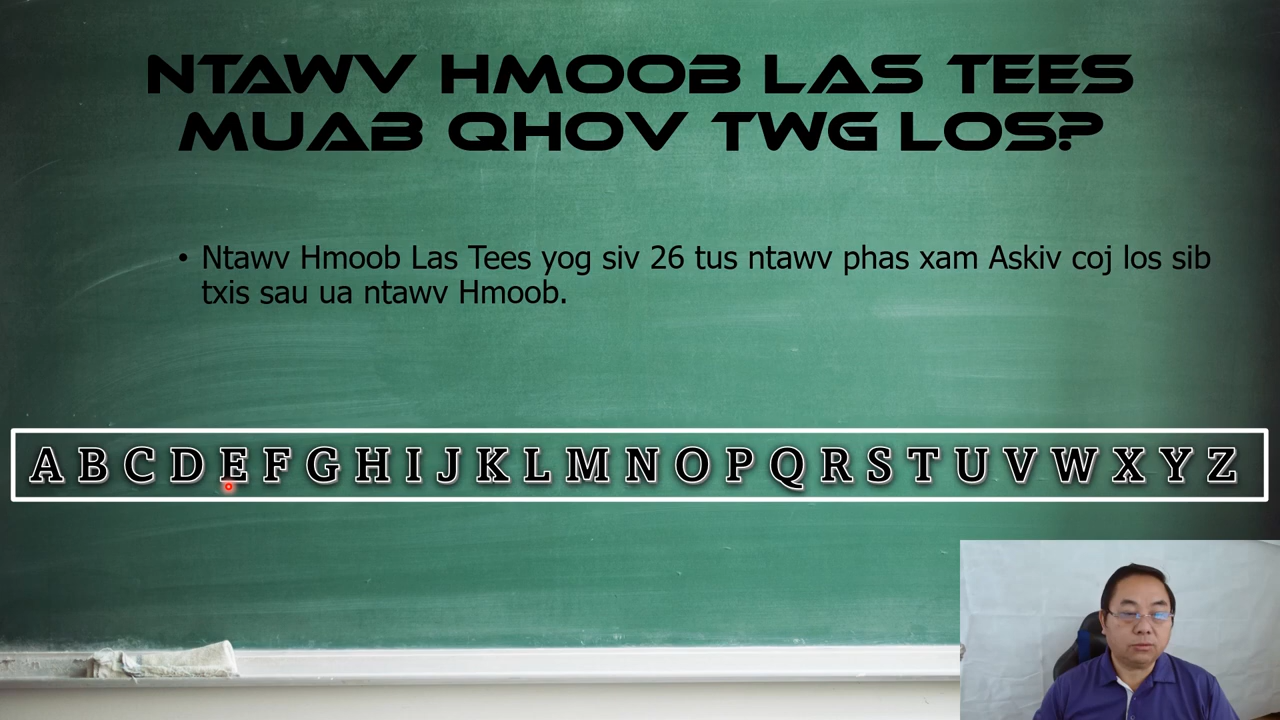 NTAWV HMOOB LAS TEES
MUAB QHOV TWG LOS?
• Ntawv Hmoob Las Tees yog siv 26 tus ntawv phas xam Askiv coj los sib
txis sau ua ntawv Hmoob.
A B C D E F G H I J K L M N O P Q R S T U V W X Y Z